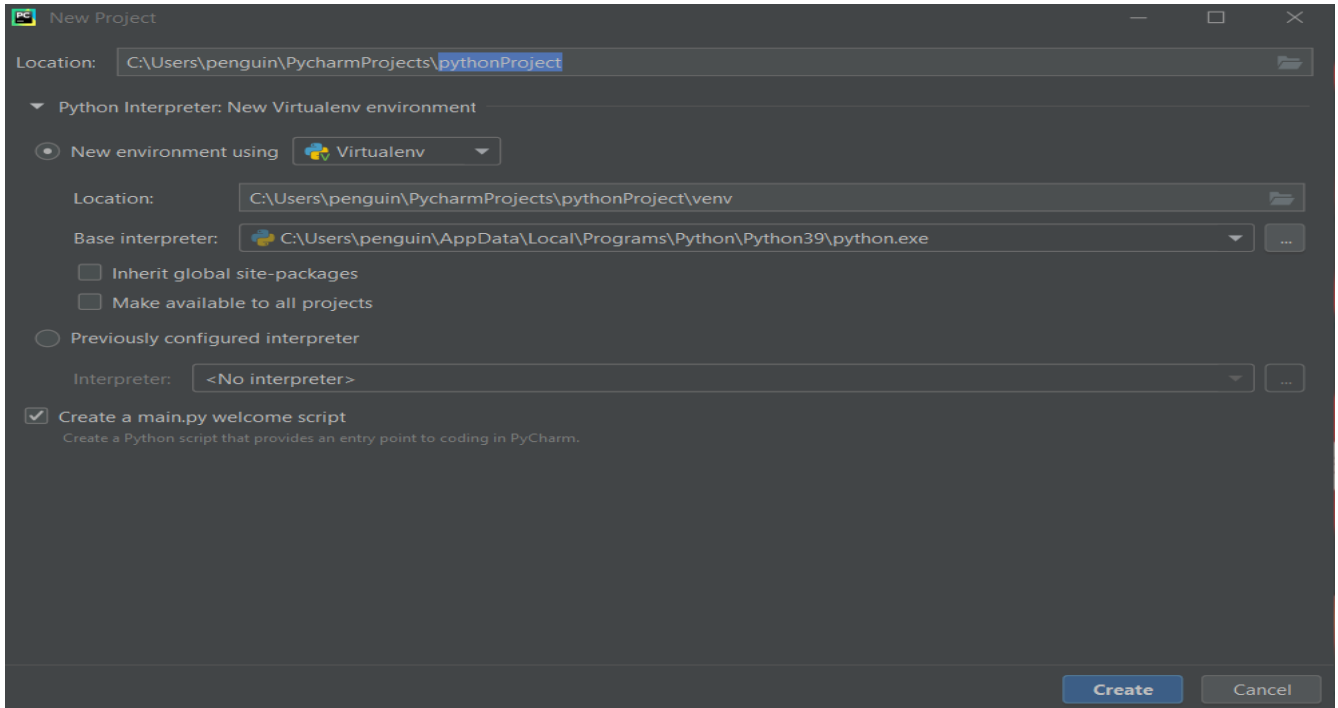 PC New Project
Location: C:\Users\penguin\PycharmProjects\pythonProject
Python Interpreter: New Virtualenv environment
New environment using Virtualenv
Location: C:\Users\penguin\PycharmProjects\pythonProject\venv
Base interpreter: C:\Users\penguin\AppData\Local\Programs\Python\Python39\python.exe ...
Inherit global site-packages
Make available to all projects
Previously configured interpreter
Interpreter: <No interpreter> ...
Create a main.py welcome script
Create a Python script that provides an entry point to coding in PyCharm.
Create Cancel